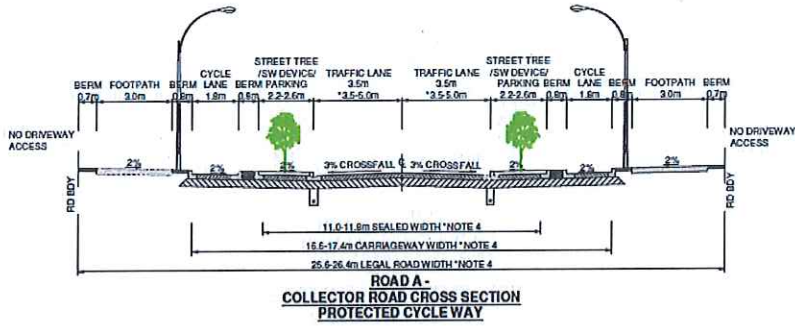 STREET TREE
/SW DEVICE/
PARKING
2.2-2.6m
TRAFFIC LANE
3.5m
*3.5-5.0m
TRAFFIC LANE
3.5m
*3.5-5.0m
STREET TREE
/SW DEVICE/
PARKING
2.2-2.6m
BERM
0.7m
FOOTPATH
3.0m
BERM
0.8m
CYCLE
LANE
1.8m
BERM
0.8m
BERM
0.8m
CYCLE
LANE
1.8m
BERM
0.8m
FOOTPATH
3.0m
BERM
0.7m
NO DRIVEWAY
ACCESS
NO DRIVEWAY
ACCESS
2%
2%
2%
3% CROSSFALL
3% CROSSFALL
2%
2%
2%
RD BDY
RD BDY
11.0-11.8m SEALED WIDTH *NOTE 4
16.6-17.4m CARRIAGEWAY WIDTH *NOTE 4
25.6-26.4m LEGAL ROAD WIDTH *NOTE 4
ROAD A -
COLLECTOR ROAD CROSS SECTION
PROTECTED CYCLE WAY